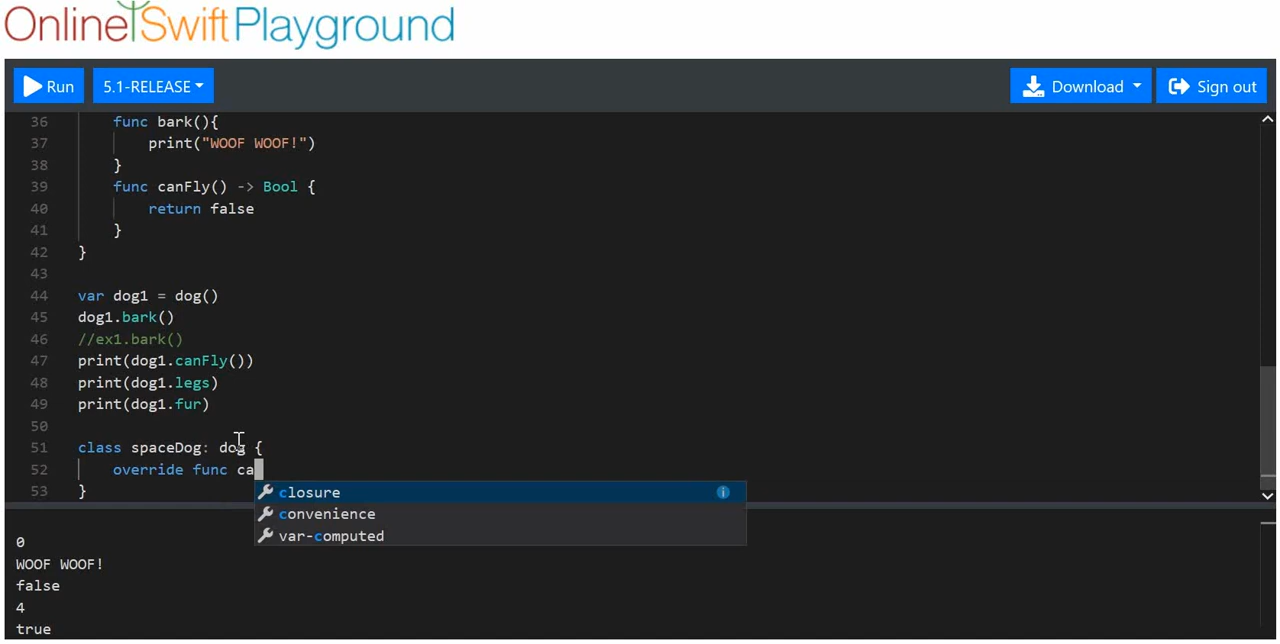 OnlineSwiftPlayground
Run 5.1-RELEASE Download Sign out
36 func bark(){
37 print("WOOF WOOF!")
38 }
39 func canFly() -> Bool {
40 return false
41 }
42 }
43
44 var dog1 = dog()
45 dog1.bark()
46 //ex1.bark()
47 print(dog1.canFly())
48 print(dog1.legs)
49 print(dog1.fur)
50
51 class spaceDog: dog {
52 override func ca
53 }
closure
convenience
var-computed
0
WOOF WOOF!
false
4
true